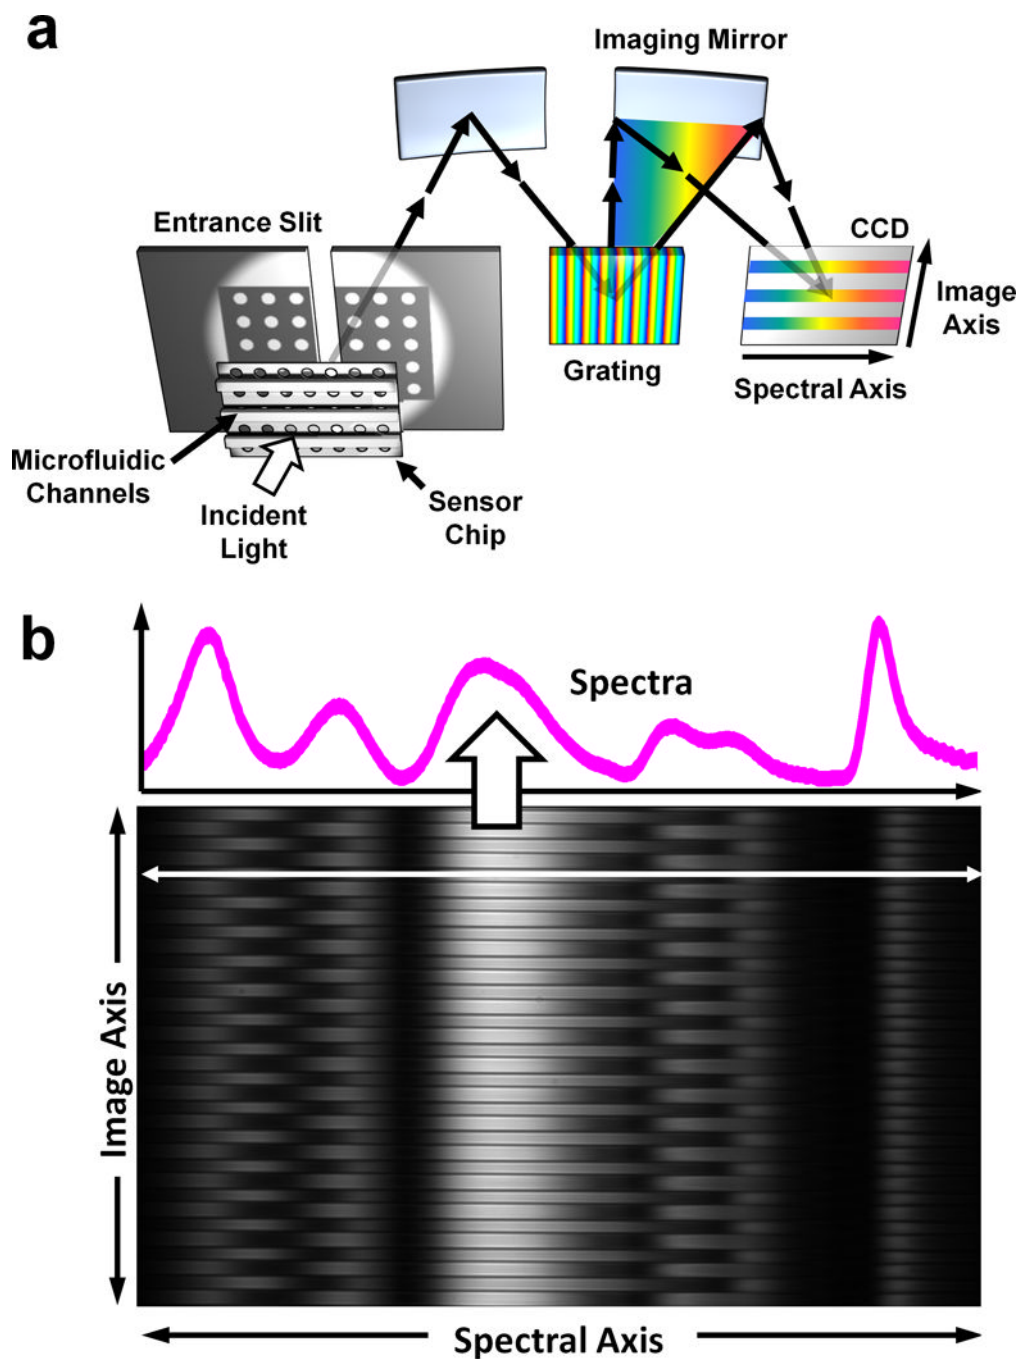 a
Imaging Mirror
Entrance Slit
CCD
Image
Axis
Grating
Spectral Axis
Microfluidic
Channels
Incident
Light
Sensor
Chip
b
Spectra
Image Axis
Spectral Axis